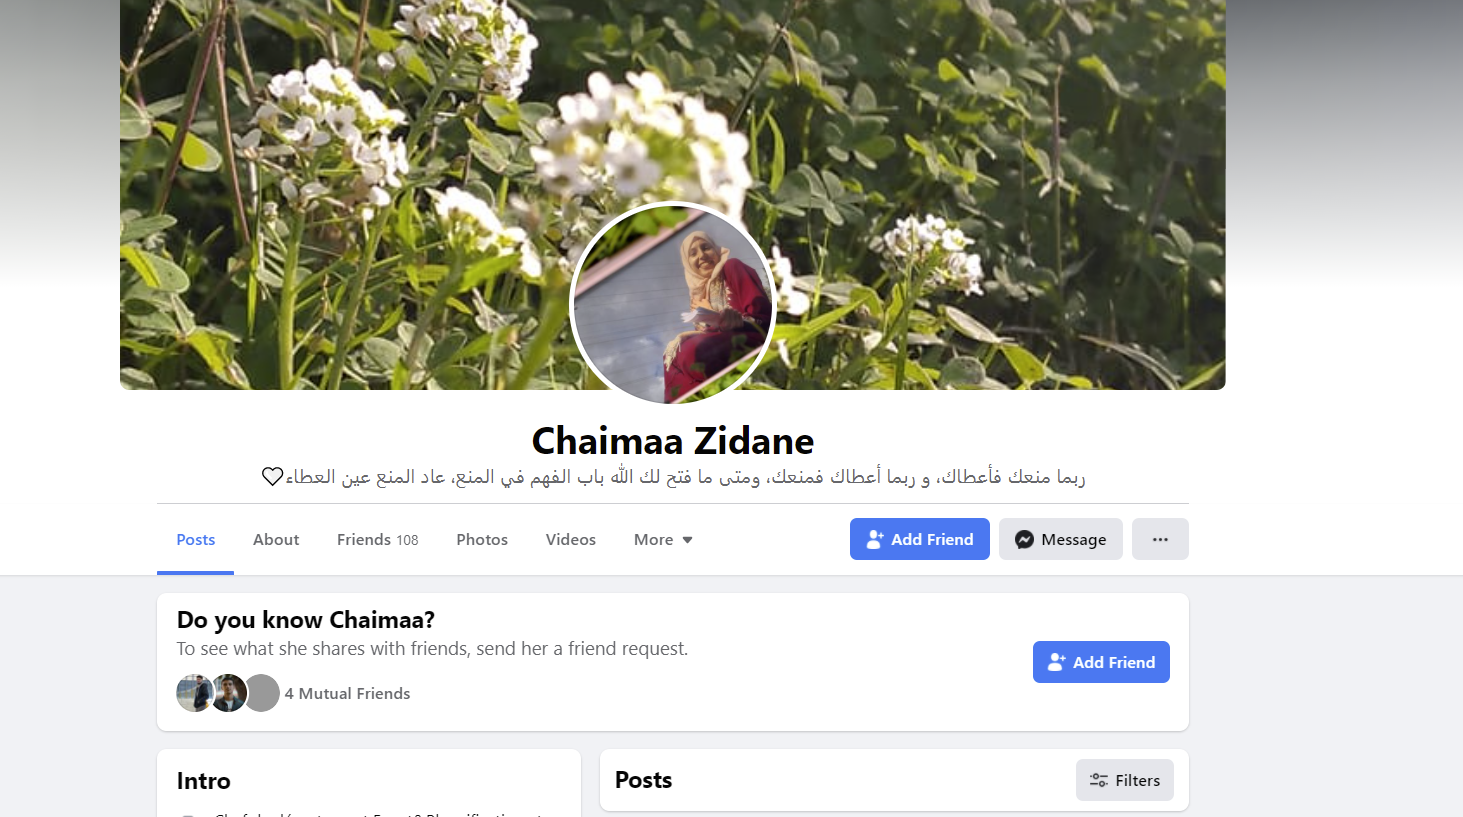 Chaimaa Zidane
ربما منعك فأعطاك، و ربما أعطاك فمنعك، ومتى ما فتح لك الله باب الفهم في المنع، عاد المنع عين العطاء♡
Posts About Friends 108 Photos Videos More Add Friend Message ...
Do you know Chaimaa?
To see what she shares with friends, send her a friend request.
Add Friend
4 Mutual Friends
Intro
Posts Filters